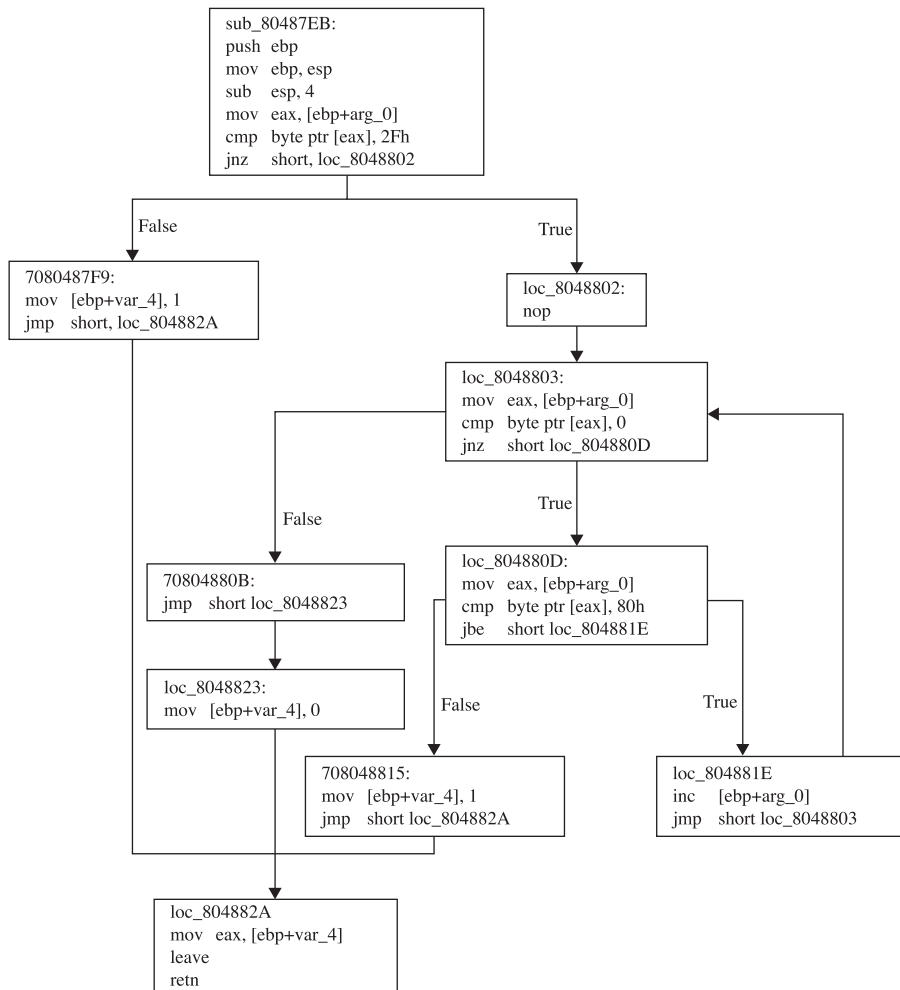 sub_80487EB:
push ebp
mov ebp, esp
sub esp, 4
mov eax, [ebp+arg_0]
cmp byte ptr [eax], 2Fh
jnz short, loc_8048802
False
True
7080487F9:
mov [ebp+var_4], 1
jmp short, loc_804882A
loc_8048802:
nop
loc_8048803:
mov eax, [ebp+arg_0]
cmp byte ptr [eax], 0
jnz short loc_804880D
False
True
70804880B:
jmp short loc_8048823
loc_804880D:
mov eax, [ebp+arg_0]
cmp byte ptr [eax], 80h
jbe short loc_804881E
loc_8048823:
mov [ebp+var_4], 0
False
True
708048815:
mov [ebp+var_4], 1
jmp short loc_804882A
loc_804881E
inc [ebp+arg_0]
jmp short loc_8048803
loc_804882A
mov eax, [ebp+var_4]
leave
retn